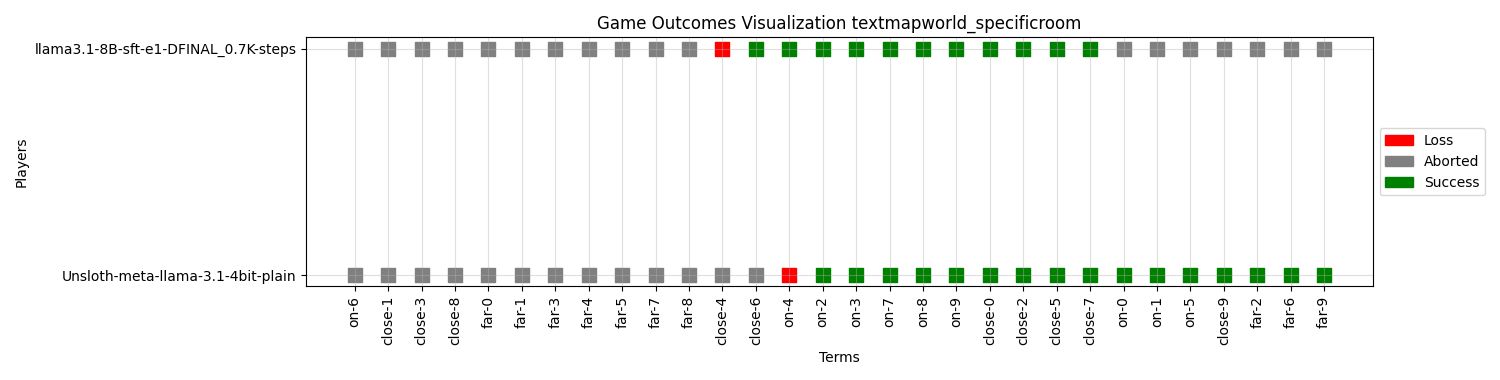 Game Outcomes Visualization textmapworld_specificroom
llama3.1-8B-sft-e1-DFINAL_0.7K-steps
Players
Loss
Aborted
Success
Unsloth-meta-llama-3.1-4bit-plain
on-6
close-1
close-3
close-8
far-0
far-1
far-3
far-4
far-5
far-7
far-8
close-4
close-6
on-4
on-2
on-3
on-7
on-8
on-9
close-0
close-2
close-5
close-7
on-0
on-1
on-5
close-9
far-2
far-6
far-9
Terms